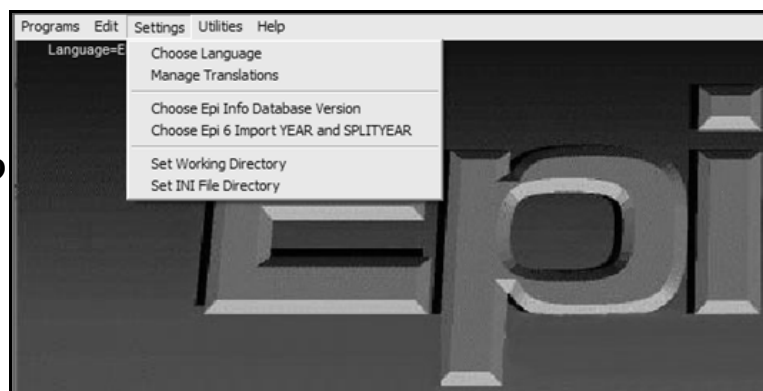 Programs Edit Settings Utilities Help
Language=E
Choose Language
Manage Translations
Choose Epi Info Database Version
Choose Epi 6 Import YEAR and SPLITYEAR
Set Working Directory
Set INI File Directory
Epi